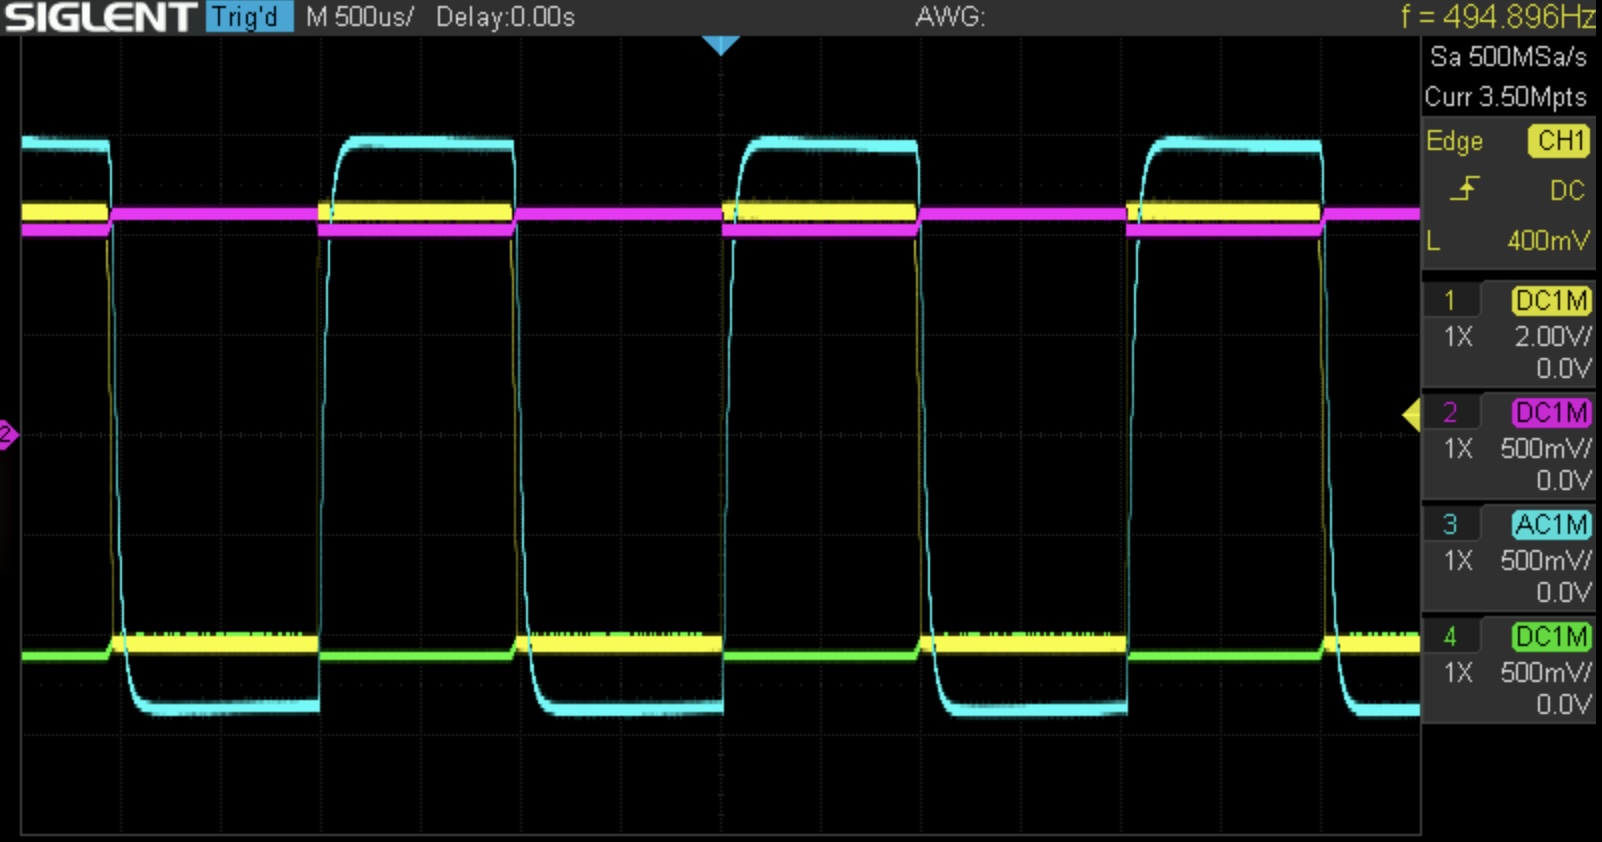 SIGLENT Trig'd M 500us/ Delay:0.00s AWG: f = 494.896Hz
Sa 500MSa/s
Curr 3.50Mpts
Edge CH1
DC
L 400mV
1 DC1M
1X 2.00V/
0.0V
2 DC1M
1X 500mV/
0.0V
3 AC1M
1X 500mV/
0.0V
4 DC1M
1X 500mV/
0.0V
2